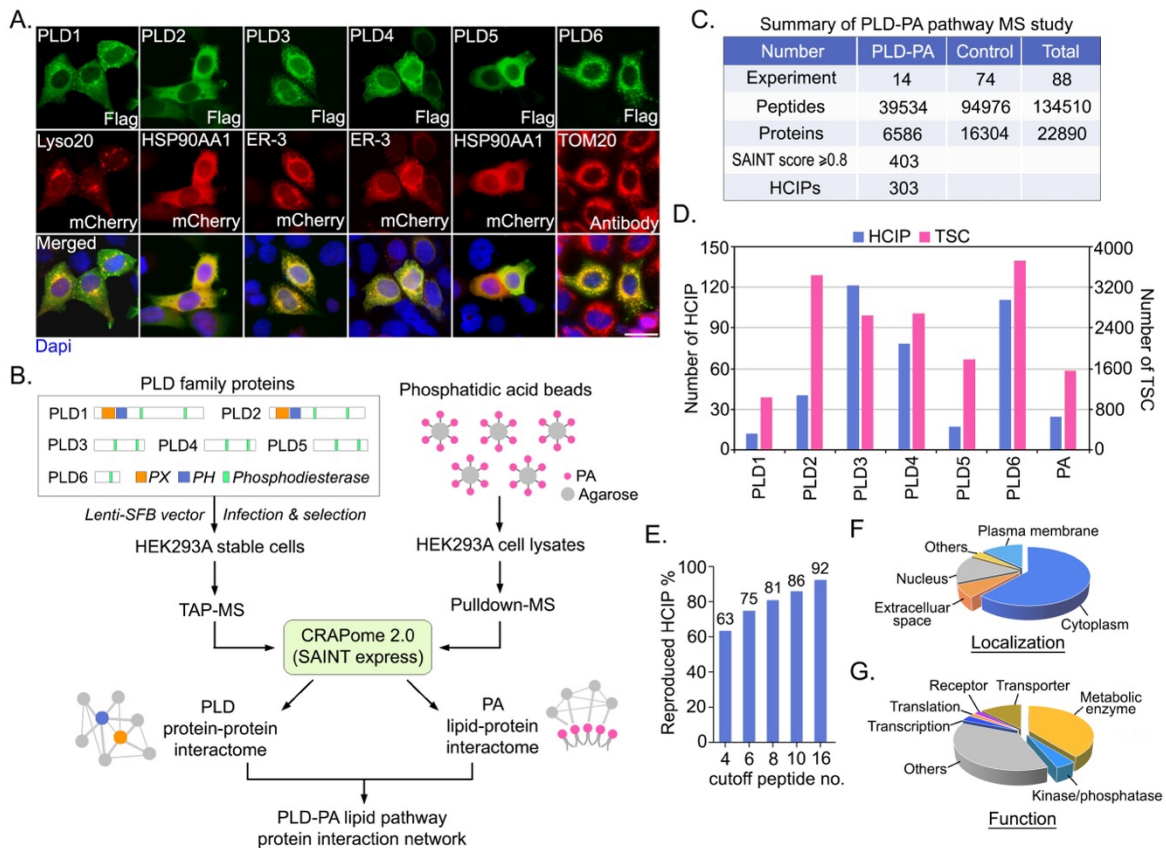 A.
PLD1 PLD2 PLD3 PLD4 PLD5 PLD6
Flag Flag Flag Flag Flag Flag
Lyso20 HSP90AA1 ER-3 ER-3 HSP90AA1 TOM20
mCherry mCherry mCherry mCherry mCherry Antibody
Merged
Dapi
B.
PLD family proteins
PLD1 PLD2
PLD3 PLD4 PLD5
PLD6 PX PH Phosphodiesterase
Lenti-SFB vector Infection & selection
HEK293A stable cells
TAP-MS
Phosphatidic acid beads
PA
Agarose
HEK293A cell lysates
Pulldown-MS
CRAPome 2.0
(SAINT express)
PLD
protein-protein
interactome
PA
lipid-protein
interactome
PLD-PA lipid pathway
protein interaction network
C.
Summary of PLD-PA pathway MS study
Number PLD-PA Control Total
Experiment 14 74 88
Peptides 39534 94976 134510
Proteins 6586 16304 22890
SAINT score ⩾0.8 403
HCIPs 303
D.
HCIP TSC
Number of HCIP
150
120
90
60
30
0
Number of TSC
4000
3200
2400
1600
800
0
PLD1 PLD2 PLD3 PLD4 PLD5 PLD6 PA
E.
Reproduced HCIP %
100
80
60
40
20
0
63 75 81 86 92
4 6 8 10 16
cutoff peptide no.
F
Plasma membrane
Others
Nucleus
Extracelluar
space
Cytoplasm
Localization
G.
Receptor
Transporter
Translation
Transcription
Metabolic
enzyme
Others
Kinase/phosphatase
Function